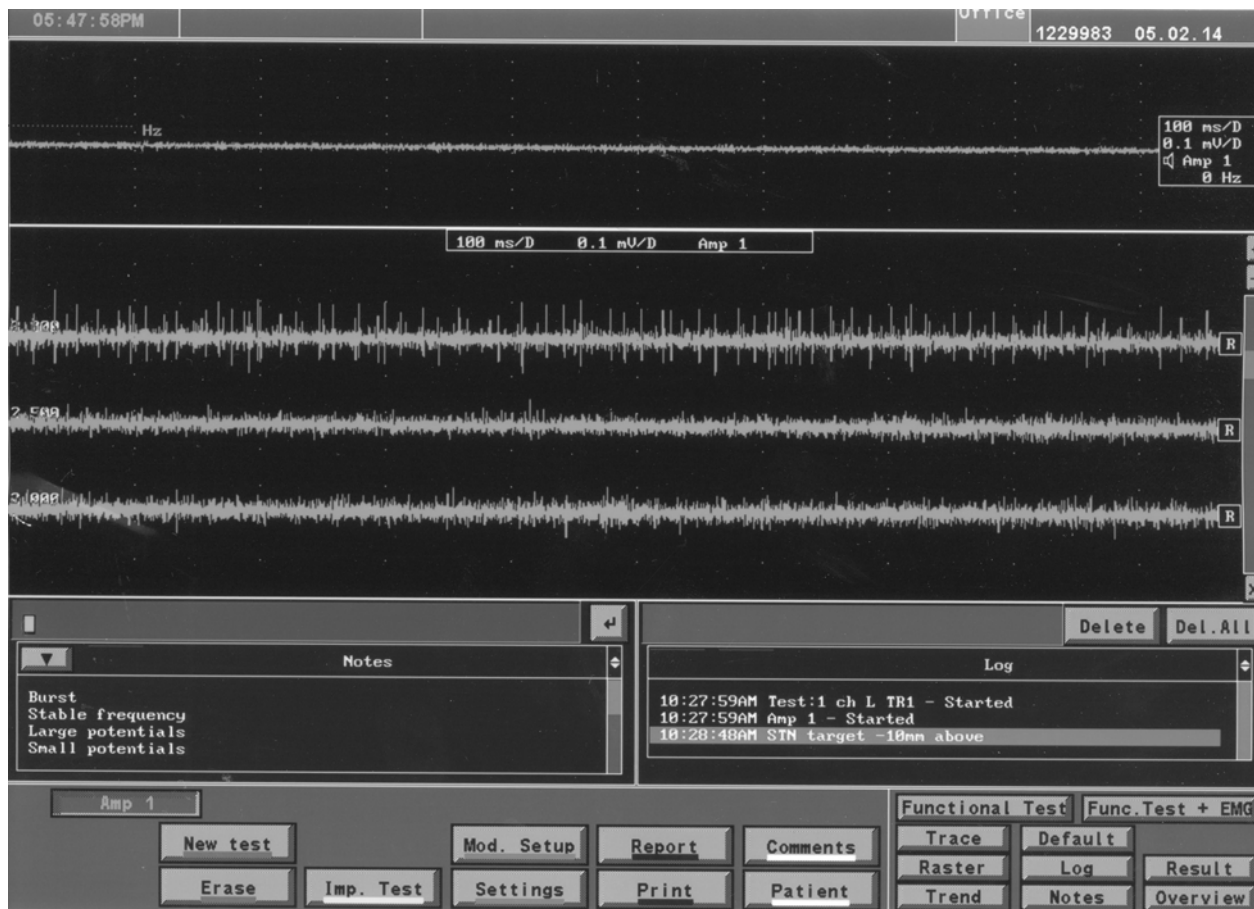 05:47:58PM
Office
1229983 05.02.14
Hz
100 ms/D
0.1 mV/D
Amp 1
0 Hz
100 ms/D 0.1 mV/D Amp 1
R
2.500
R
2.000
R
Delete Del.All
Notes
Burst
Stable frequency
Large potentials
Small potentials
Log
10:27:59AM Test:1 ch L TR1 - Started
10:27:59AM Amp 1 - Started
10:28:48AM STN target -10mm above
Amp 1
New test Mod. Setup Report Comments
Erase Imp. Test Settings Print Patient
Functional Test Func.Test + EMG
Trace Default
Raster Log Result
Trend Notes Overview